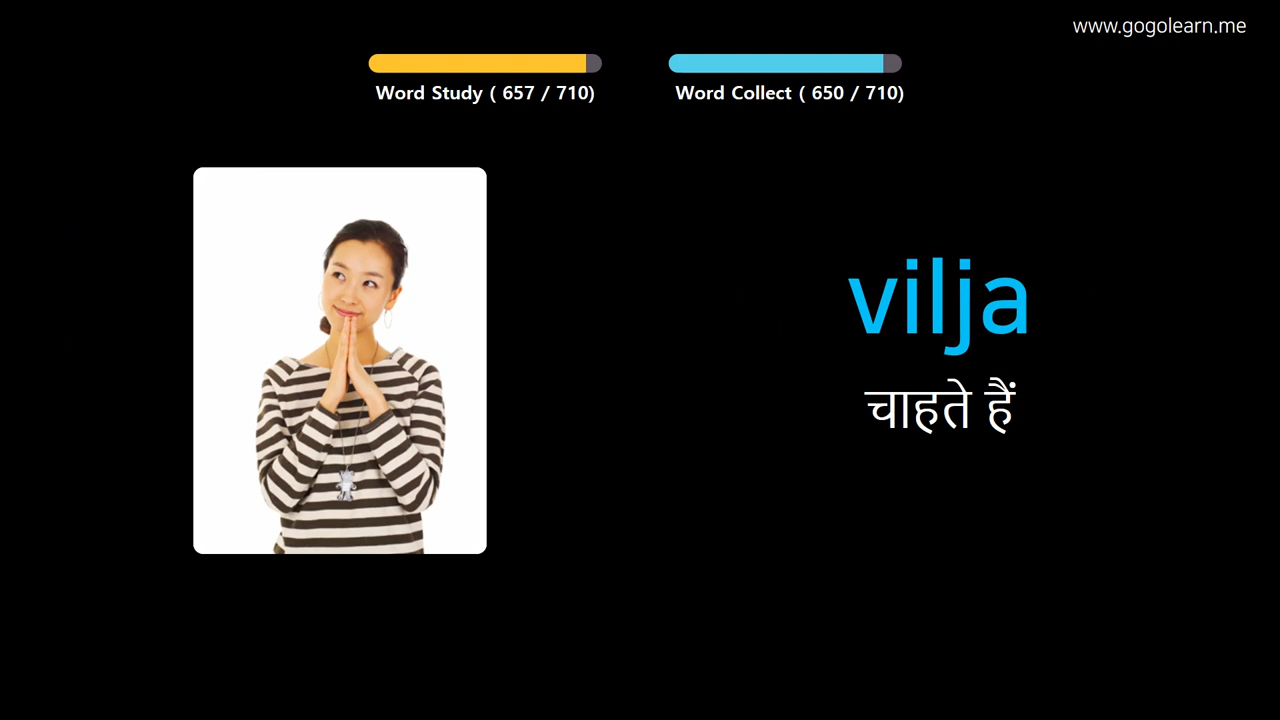 www.gogolearn.me
Word Study ( 657 / 710)
Word Collect ( 650 / 710)
vilja
चाहते हैं